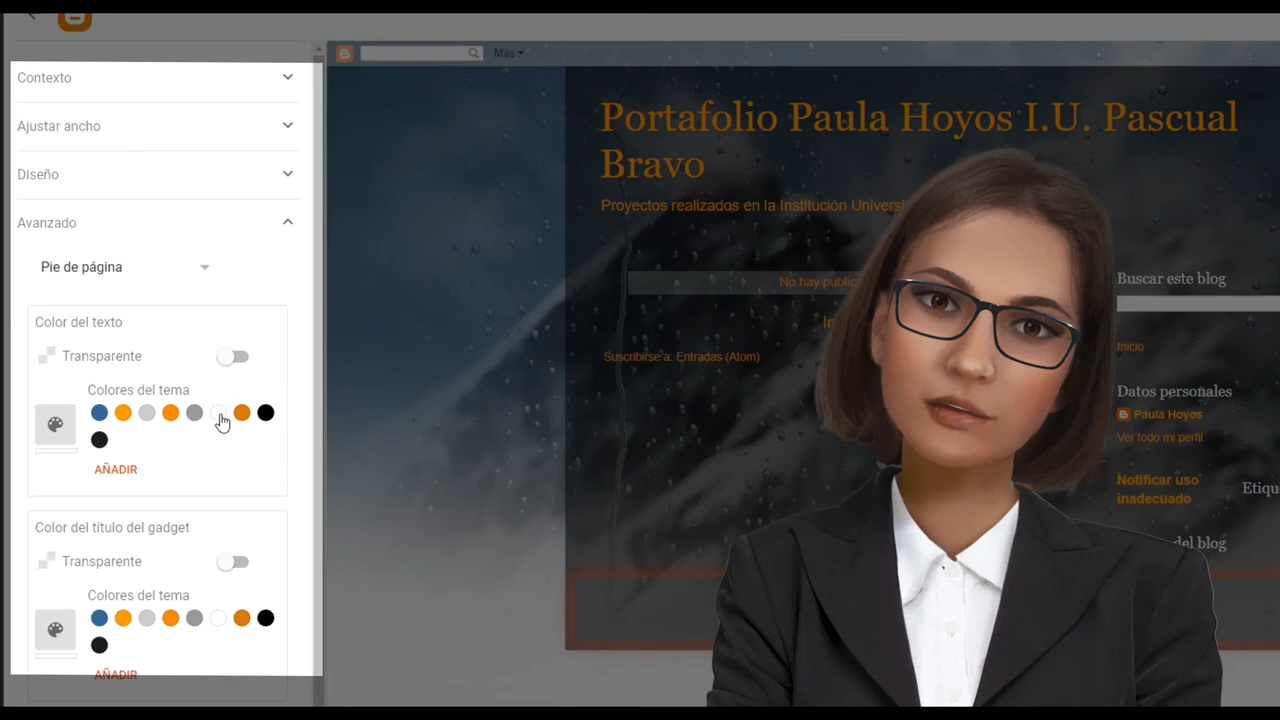 Contexto
Ajustar ancho
Diseño
Avanzado
Pie de página
Color del texto
Transparente
Colores del tema
AÑADIR
Color del título del gadget
Transparente
Colores del tema
AÑADIR
Más
Portafolio Paula Hoyos I.U. Pascual
Bravo
Proyectos realizados en la Institución
No hay
Suscribirse a: Entradas (Atom)
Buscar este blog
Inicio
Datos personales
Paula Hoyos
Ver todo mi perfil
Notificar uso
inadecuado
del blog